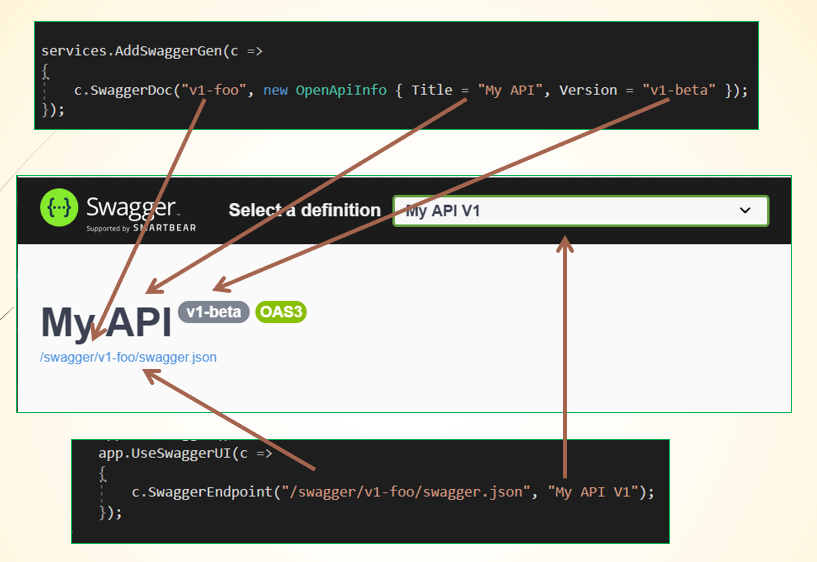 services.AddSwaggerGen(c =>
{
c.SwaggerDoc("v1-foo", new OpenApiInfo { Title = "My API", Version = "v1-beta" });
});
Swagger
Supported by SMARTBEAR
Select a definition
My API V1
My API v1-beta OAS3
/swagger/v1-foo/swagger.json
app.UseSwaggerUI(c =>
{
c.SwaggerEndpoint("/swagger/v1-foo/swagger.json", "My API V1");
});